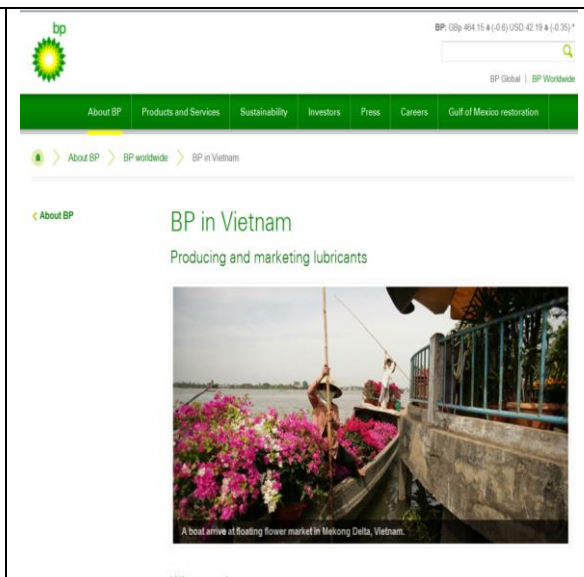 bp
BP: GBp 464.15 (-0.6) USD 42.19 (-0.35) *
BP Global | BP Worldwide
About BP Products and Services Sustainability Investors Press Careers Gulf of Mexico restoration
About BP BP worldwide BP in Vietnam
About BP
BP in Vietnam
Producing and marketing lubricants
A boat arrive at floating flower market in Mekong Delta, Vietnam.